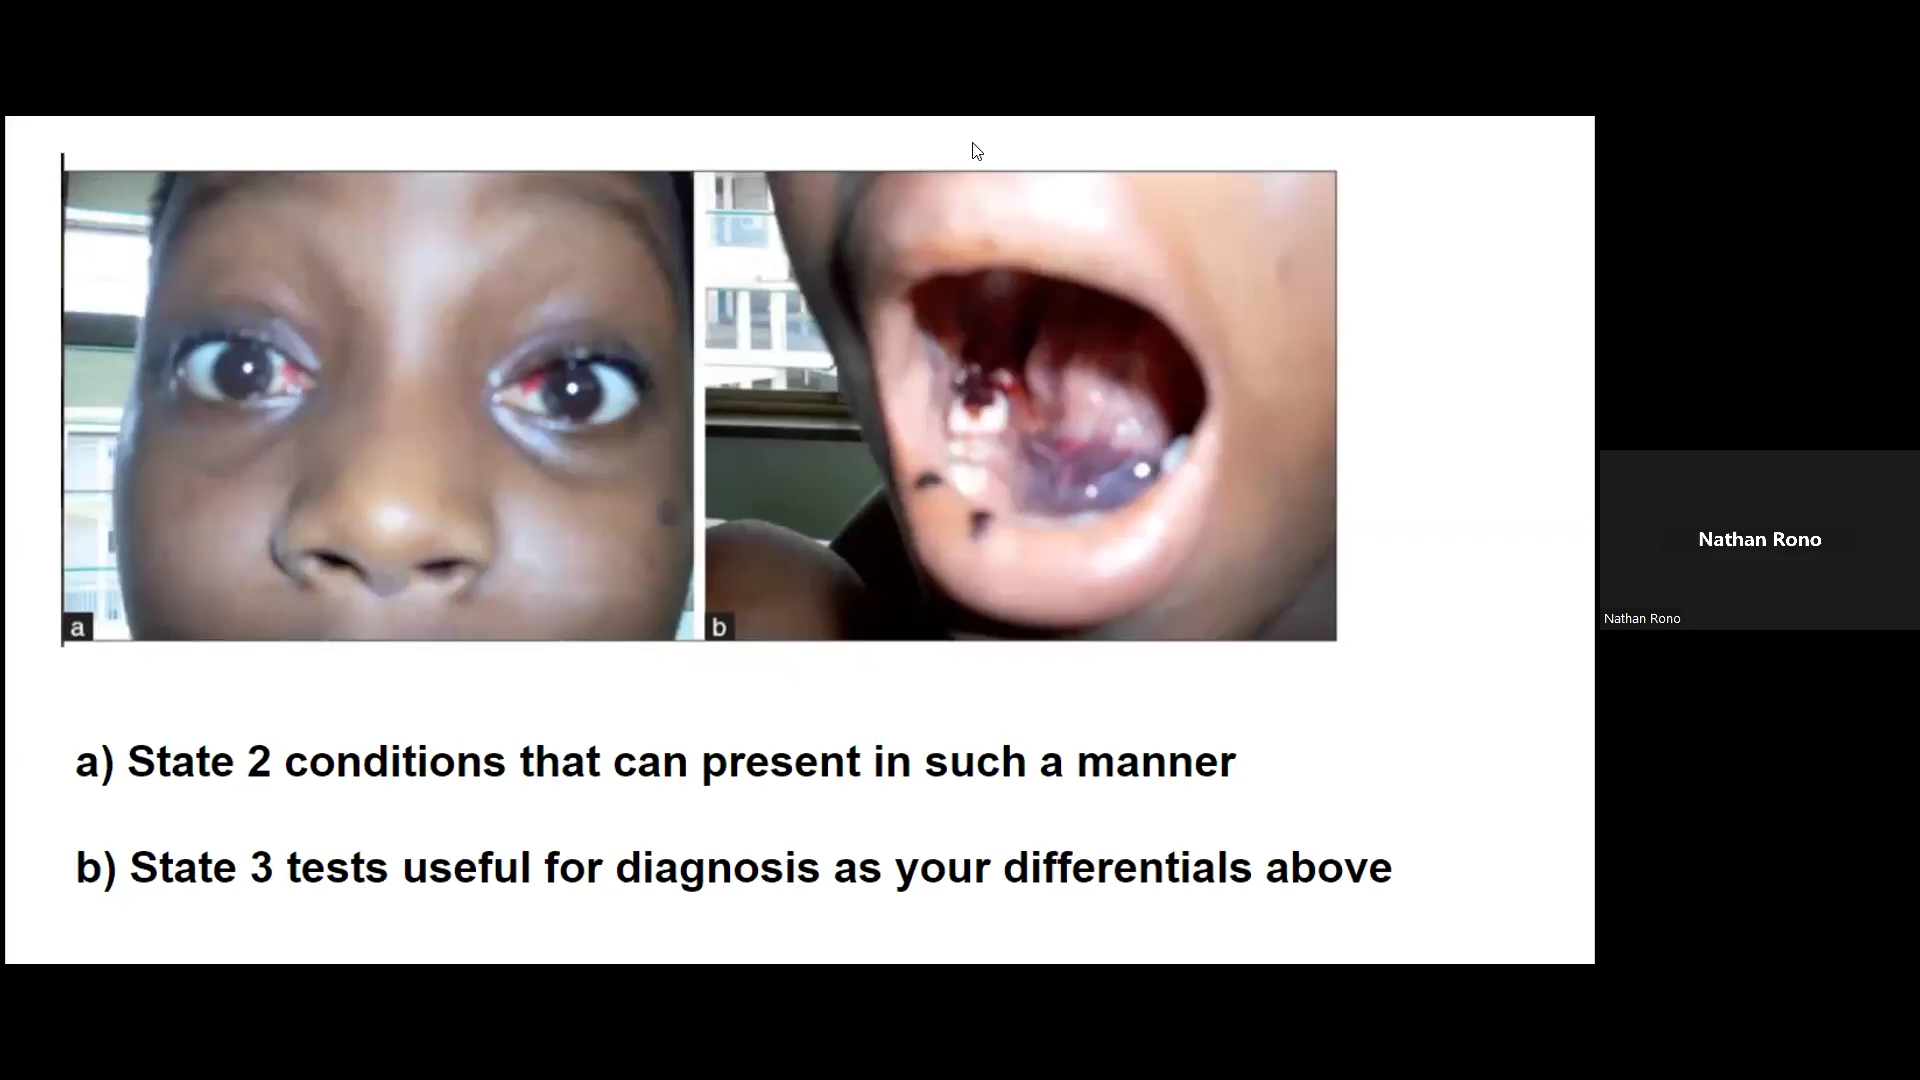 a
b
a) State 2 conditions that can present in such a manner
b) State 3 tests useful for diagnosis as your differentials above
Nathan Rono
Nathan Rono